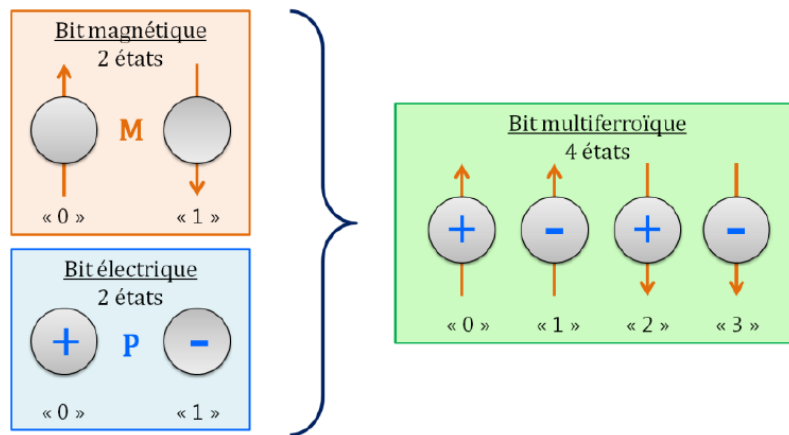 Bit magnétique
2 états
M
« 0 » « 1 »
Bit électrique
2 états
+ P -
« 0 » « 1 »
Bit multiferroïque
4 états
+ - + -
« 0 » « 1 » « 2 » « 3 »